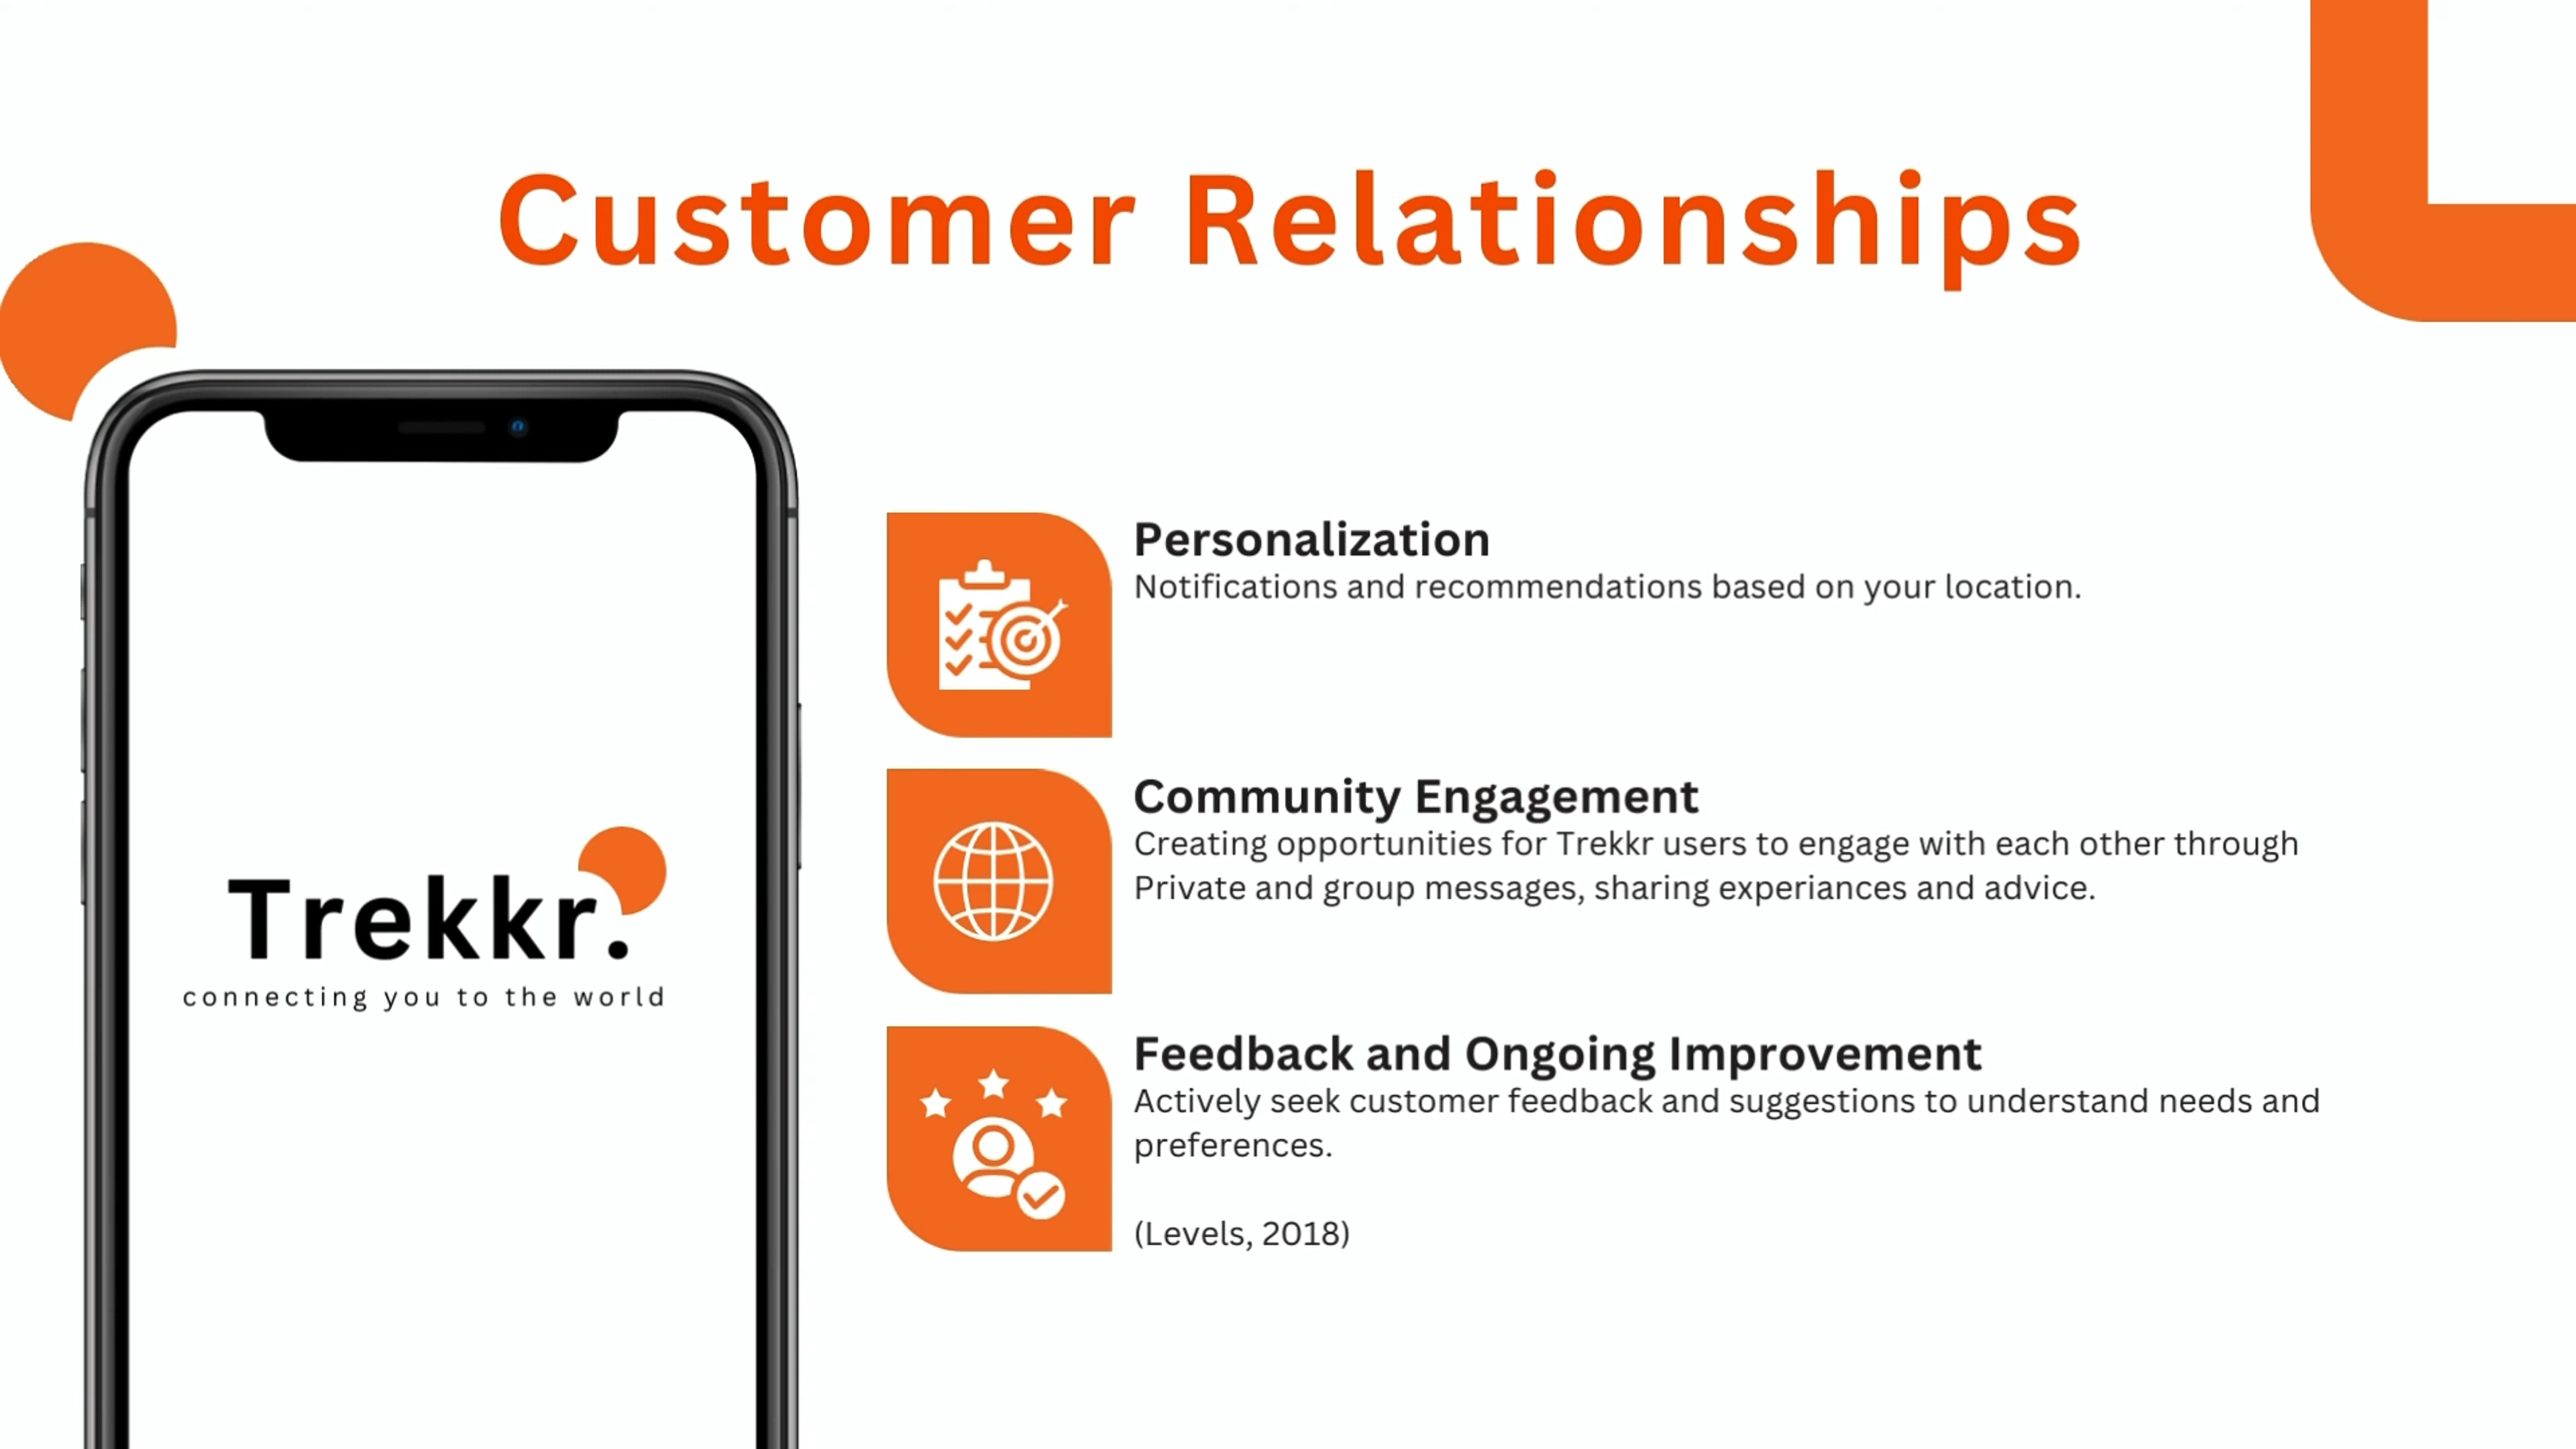 Customer Relationships
Personalization
Notifications and recommendations based on your location.
Community Engagement
Creating opportunities for Trekkr users to engage with each other through
Private and group messages, sharing experiances and advice.
Feedback and Ongoing Improvement
Actively seek customer feedback and suggestions to understand needs and
preferences.
(Levels, 2018)
Trekkr.
connecting you to the world